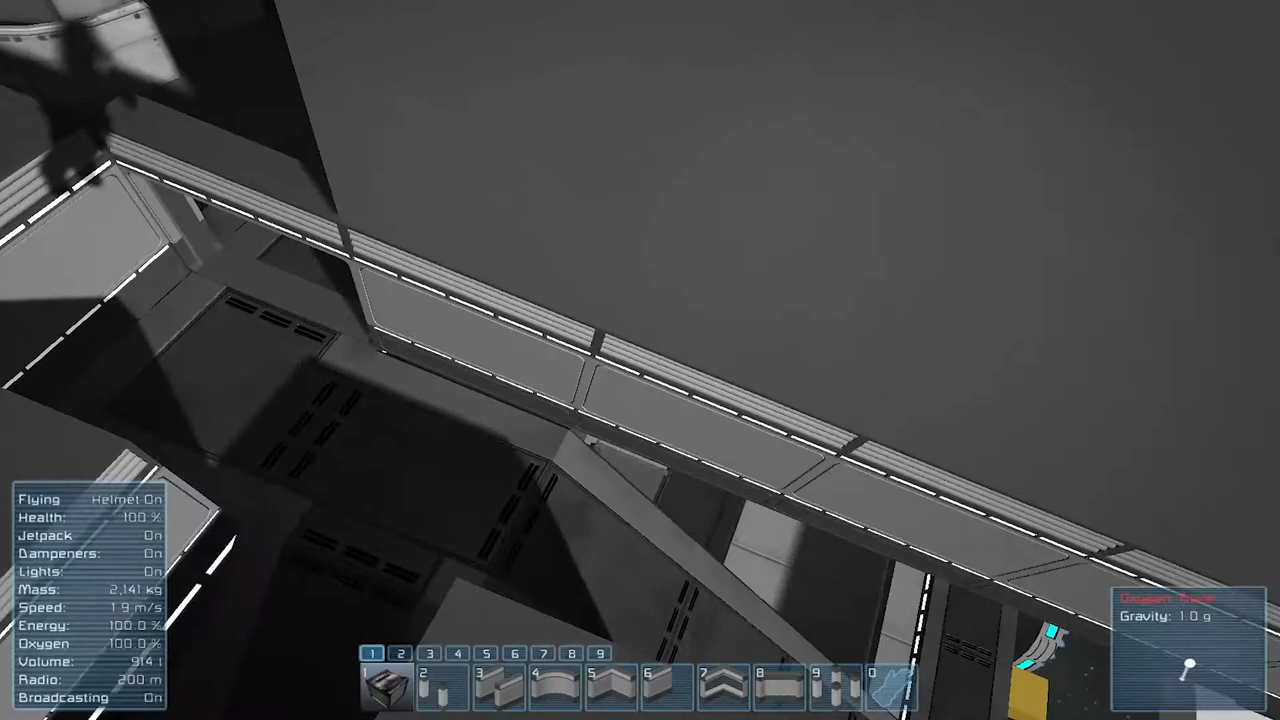 Flying Helmet On
Health: 100 %
Jetpack On
Dampeners: On
Lights: On
Mass: 2,141 kg
Speed: 1.9 m/s
Energy: 100.0 %
Oxygen 100.0 %
Volume: 914 l
Radio: 200 m
Broadcasting On
1 2 3 4 5 6 7 8 9
1 2 3 4 5 6 7 8 9 0
Oxygen
Gravity: 1.0 g